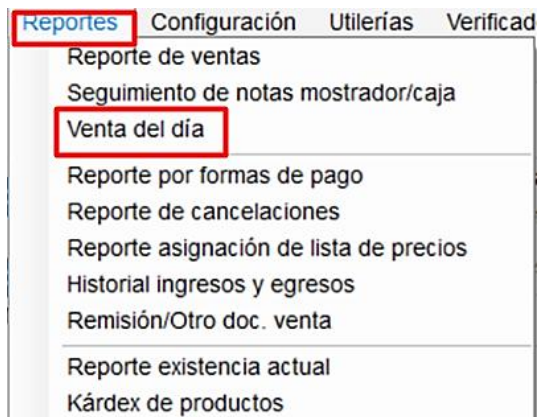 Reportes Configuración Utilerías Verificad
Reporte de ventas
Seguimiento de notas mostrador/caja
Venta del día
Reporte por formas de pago
Reporte de cancelaciones
Reporte asignación de lista de precios
Historial ingresos y egresos
Remisión/Otro doc. venta
Reporte existencia actual
Kárdex de productos